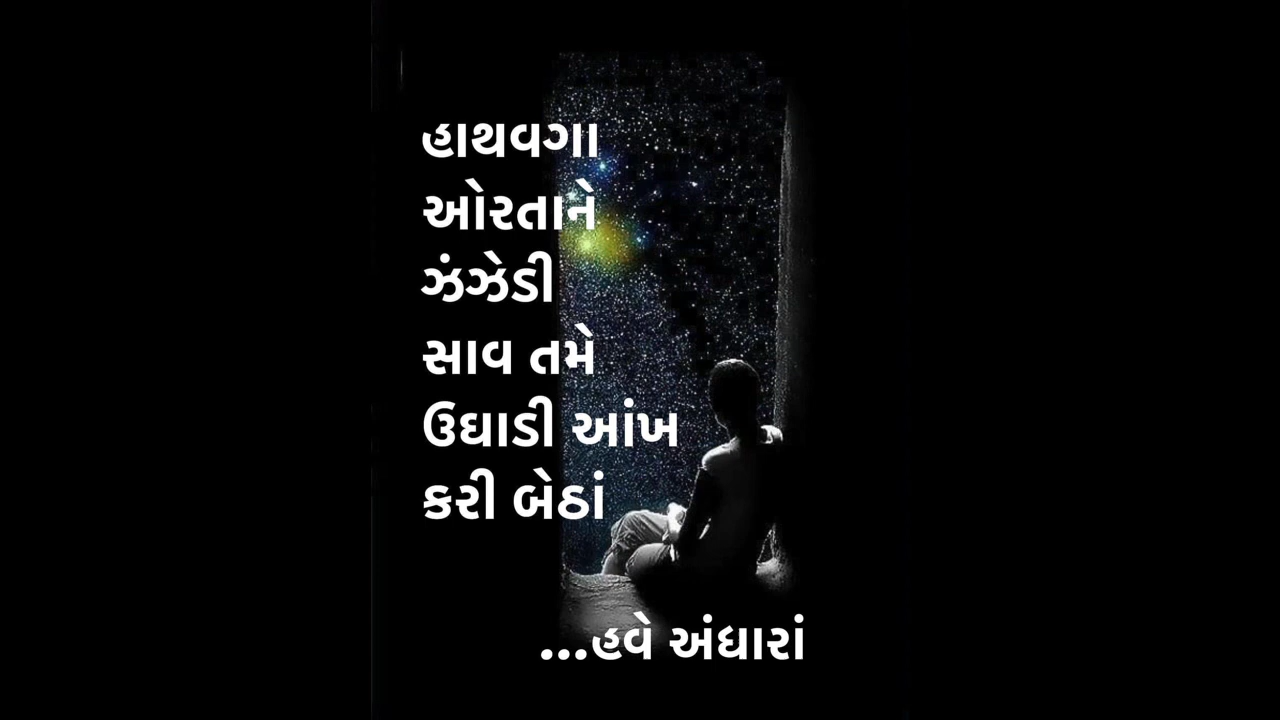 હાથવગા
ઓરતાને
ઝંઝેડી
સાવ તમે
ઉઘાડી આંખ
કરી બેઠાં
...હવે અંધારાં